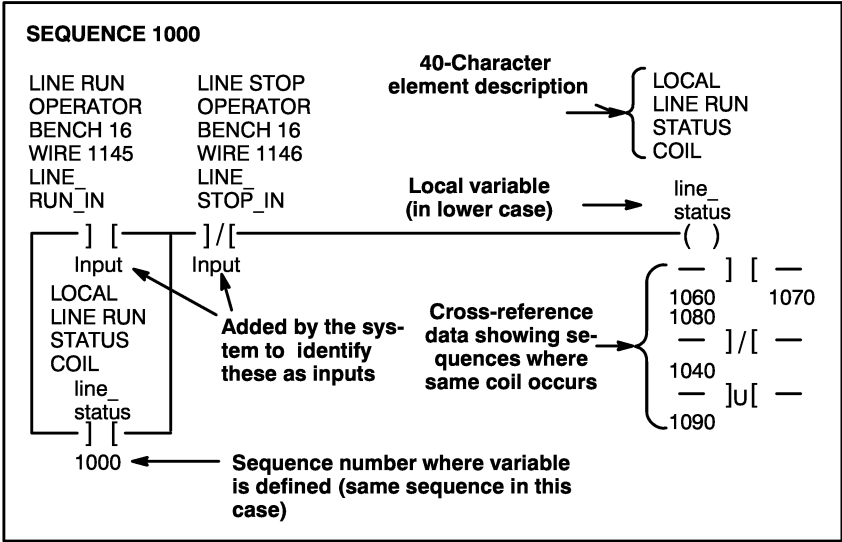 SEQUENCE 1000
LINE RUN
OPERATOR
BENCH 16
WIRE 1145
LINE_
RUN_IN
LINE STOP
OPERATOR
BENCH 16
WIRE 1146
LINE_
STOP_IN
40-Character
element description
LOCAL
LINE RUN
STATUS
COIL
Local variable
(in lower case)
line_
status
] [
]/[
( )
Input
Input
LOCAL
LINE RUN
STATUS
COIL
line_
status
] [
1000
Added by the sys-
tem to identify
these as inputs
Cross-reference
data showing se-
quences where
same coil occurs
— ] [ —
1060 1070
1080
— ]/[ —
1040
— ]U[ —
1090
Sequence number where variable
is defined (same sequence in this
case)